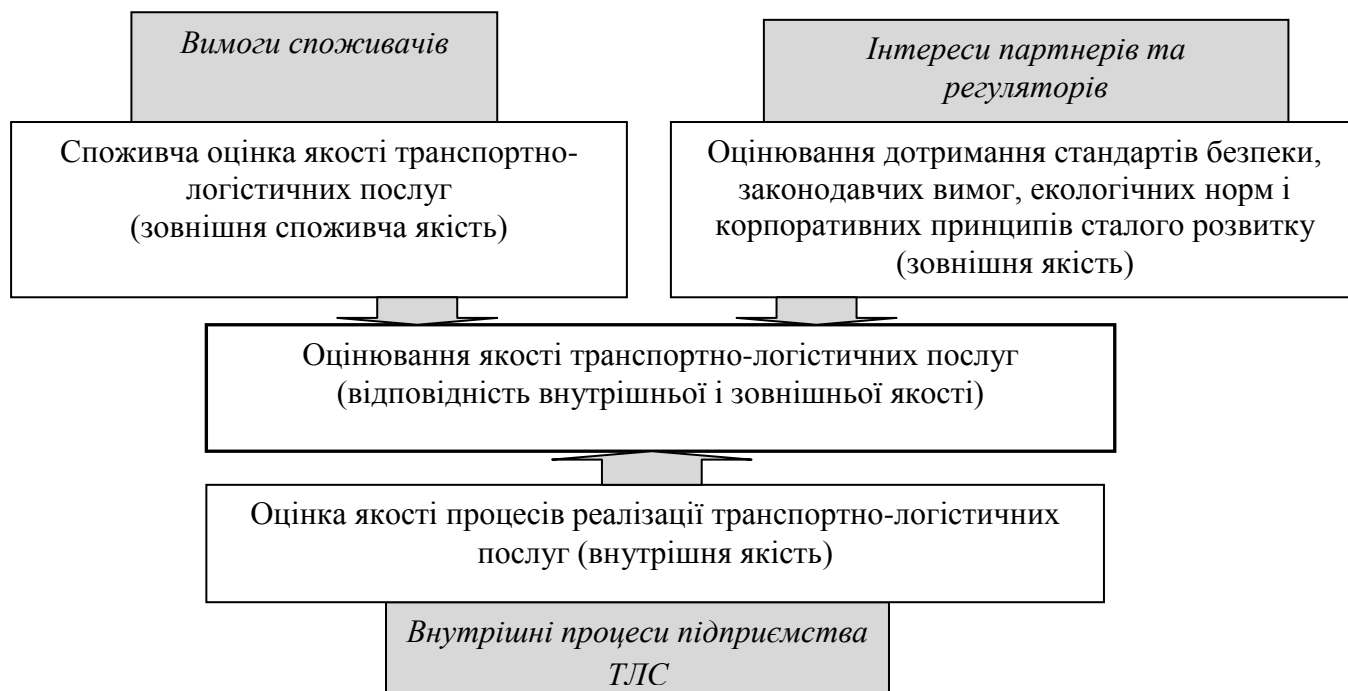 Вимоги споживачів
Інтереси партнерів та
регуляторів
Споживча оцінка якості транспортно-
логістичних послуг
(зовнішня споживча якість)
Оцінювання дотримання стандартів безпеки,
законодавчих вимог, екологічних норм і
корпоративних принципів сталого розвитку
(зовнішня якість)
Оцінювання якості транспортно-логістичних послуг
(відповідність внутрішньої і зовнішньої якості)
Оцінка якості процесів реалізації транспортно-логістичних
послуг (внутрішня якість)
Внутрішні процеси підприємства
ТЛС